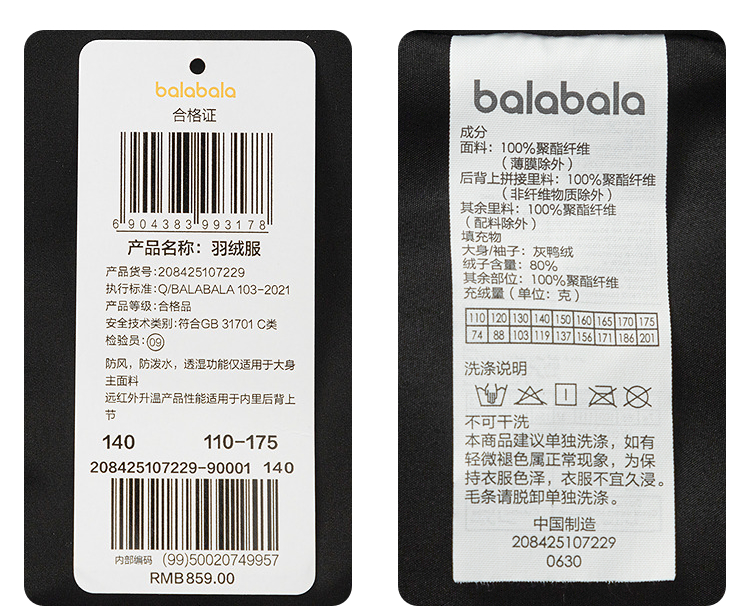 balabala
合格证
6904383993178
产品名称：羽绒服
产品货号：208425107229
执行标准：Q/BALABALA 103-2021
产品等级：合格品
安全技术类别：符合GB 31701 C类
检验员：09
防风，防泼水，透湿功能仅适用于大身
主面料
远红外升温产品性能适用于内里后背上
节
140 110-175
208425107229-90001 140
内部编码 (99)50020749957
RMB859.00
balabala
成分
面料：100%聚酯纤维
（薄膜除外）
后背上拼接里料：100%聚酯纤维
（非纤维物质除外）
其余里料：100%聚酯纤维
（配料除外）
填充物
大身/袖子：灰鸭绒
绒子含量：80%
其余部位：100%聚酯纤维
充绒量（单位：克）
110 120 130 140 150 160 165 170 175
74 88 103 119 137 156 171 186 201
洗涤说明
不可干洗
本商品建议单独洗涤，如有
轻微褪色属正常现象，为保
持衣服色泽，衣服不宜久浸。
毛条请脱卸单独洗涤。
中国制造
208425107229
0630